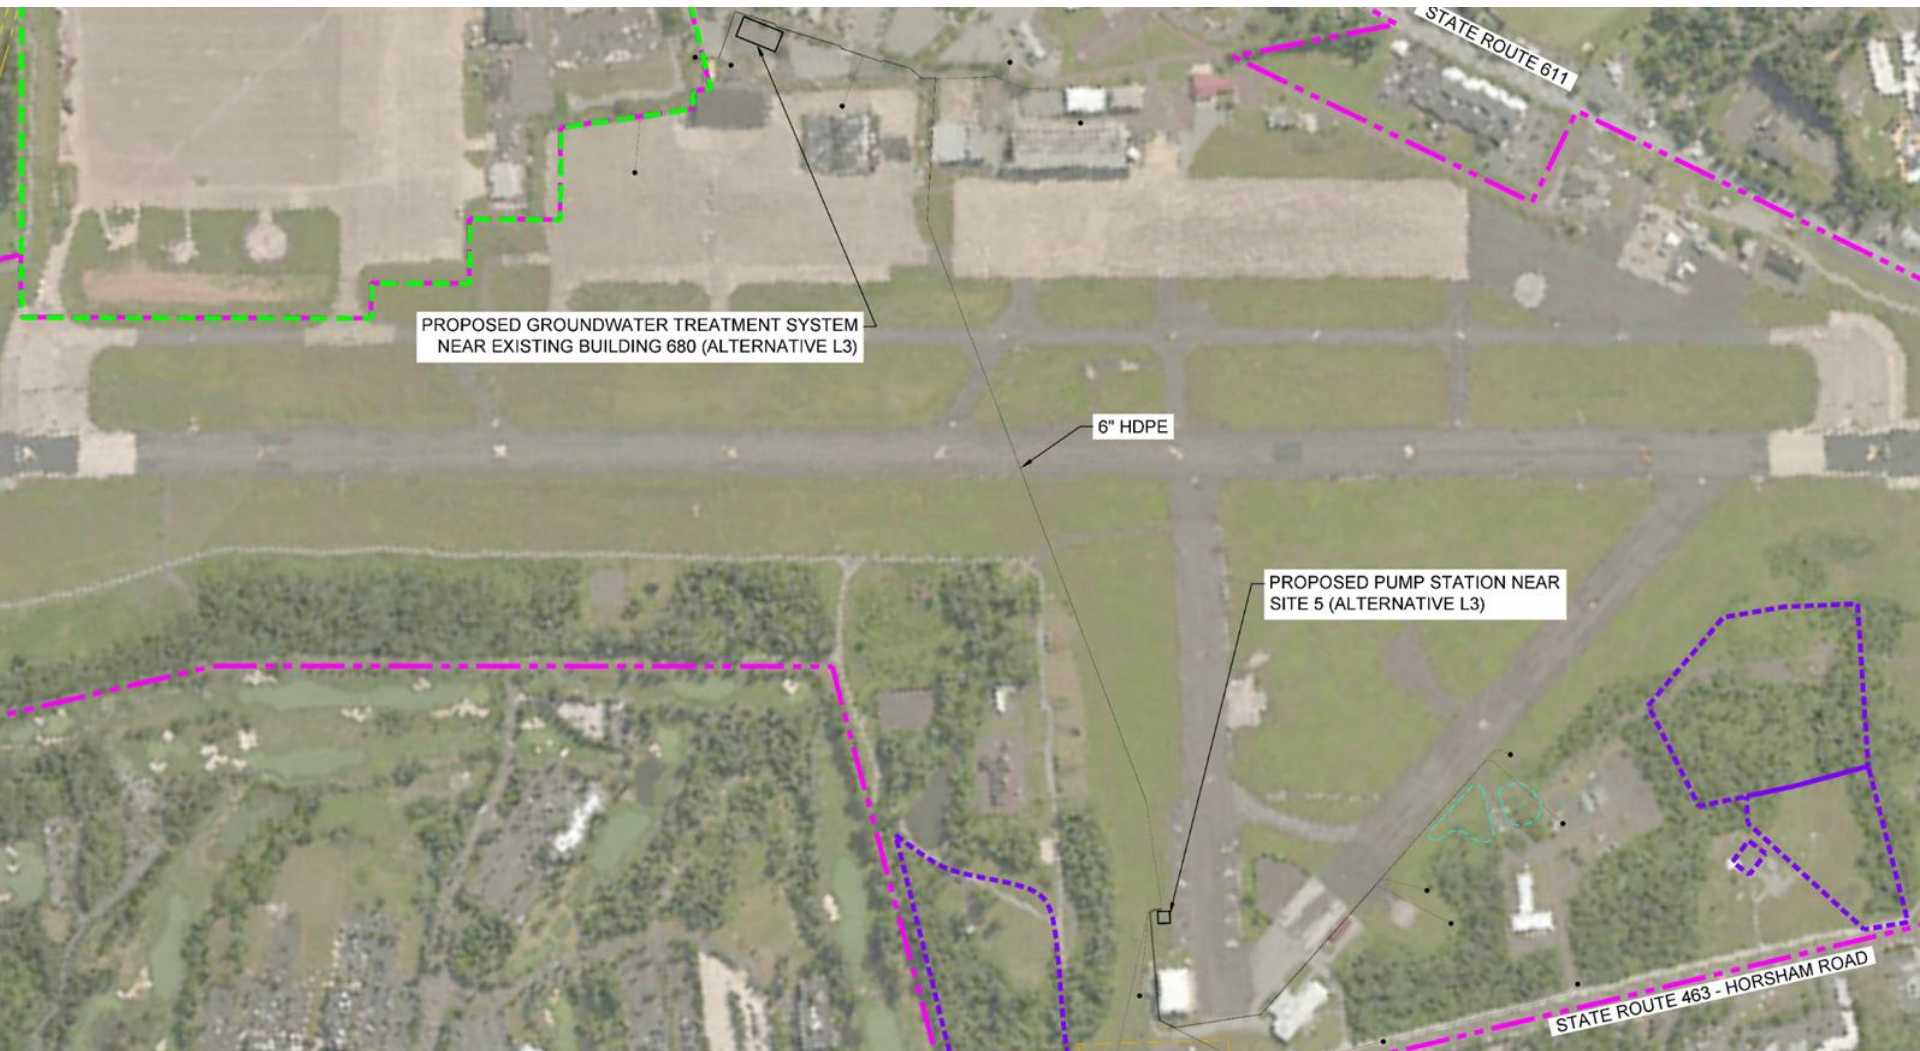 STATE ROUTE 611
PROPOSED GROUNDWATER TREATMENT SYSTEM
NEAR EXISTING BUILDING 680 (ALTERNATIVE L3)
6" HDPE
PROPOSED PUMP STATION NEAR
SITE 5 (ALTERNATIVE L3)
STATE ROUTE 463 - HORSHAM ROAD